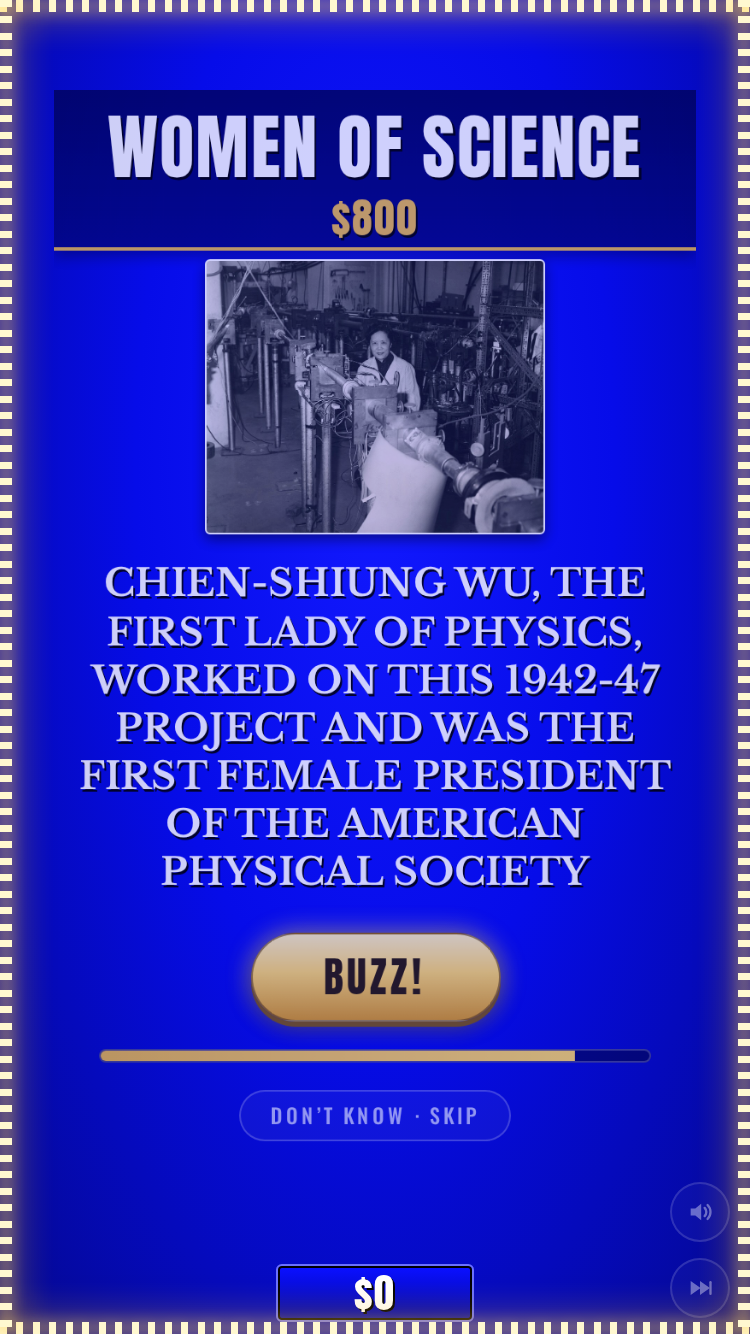 WOMEN OF SCIENCE
$800
CHIEN-SHIUNG WU, THE
FIRST LADY OF PHYSICS,
WORKED ON THIS 1942-47
PROJECT AND WAS THE
FIRST FEMALE PRESIDENT
OF THE AMERICAN
PHYSICAL SOCIETY
BUZZ!
DON'T KNOW · SKIP
$0